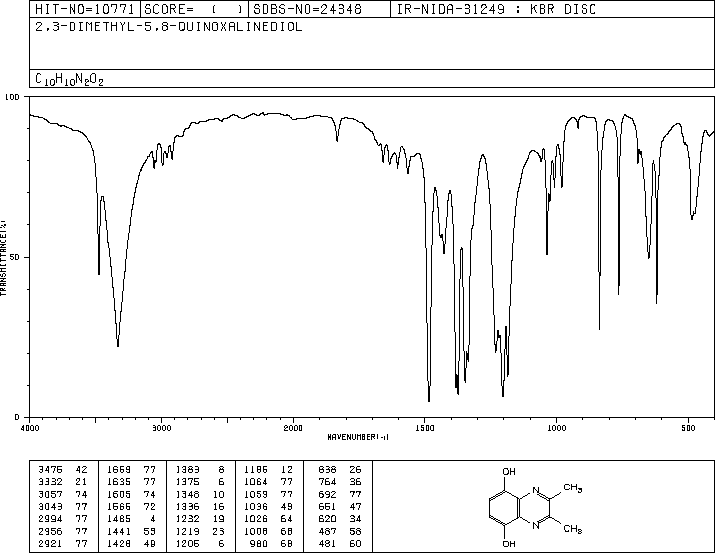 HIT-NO=10771 SCORE= ( ) SDBS-NO=24348 IR-NIDA-31249 : KBR DISC
2,3-DIMETHYL-5,8-QUINOXALINEDIOL
C10H10N2O2
100
50
0
TRANSMITTANCE(%)
4000 3000 2000 1500 1000 500
WAVENUMBER(-1)
3475 42 1659 77 1383 8 1186 12 838 26
3332 21 1635 77 1375 6 1064 77 764 36
3057 74 1605 74 1348 10 1059 77 692 77
3049 77 1566 72 1336 16 1036 49 651 47
2994 77 1485 4 1232 19 1026 64 620 34
2956 77 1441 55 1219 23 1008 68 487 58
2921 77 1428 49 1205 6 980 68 481 60
OH
N
CH3
N
CH3
OH